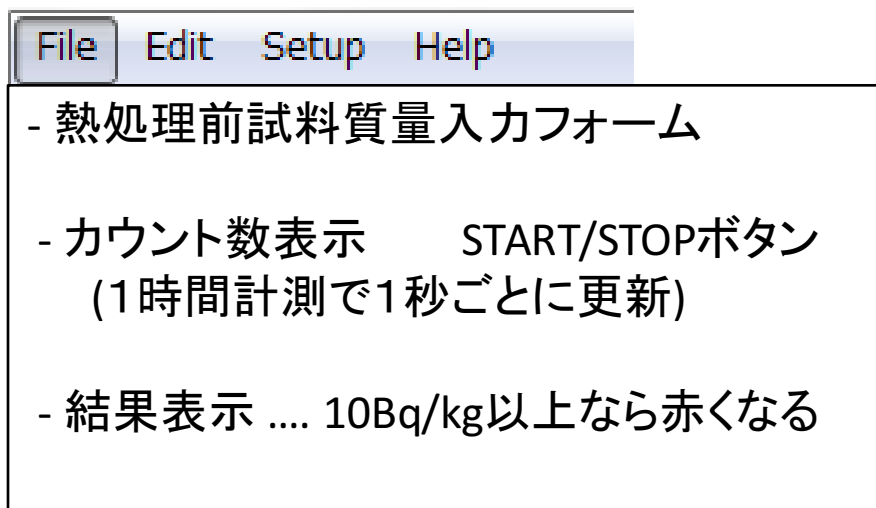 File Edit Setup Help
- 熱処理前試料質量入力フォーム
- カウント数表示 START/STOPボタン
(1時間計測で1秒ごとに更新)
- 結果表示 .... 10Bq/kg以上なら赤くなる